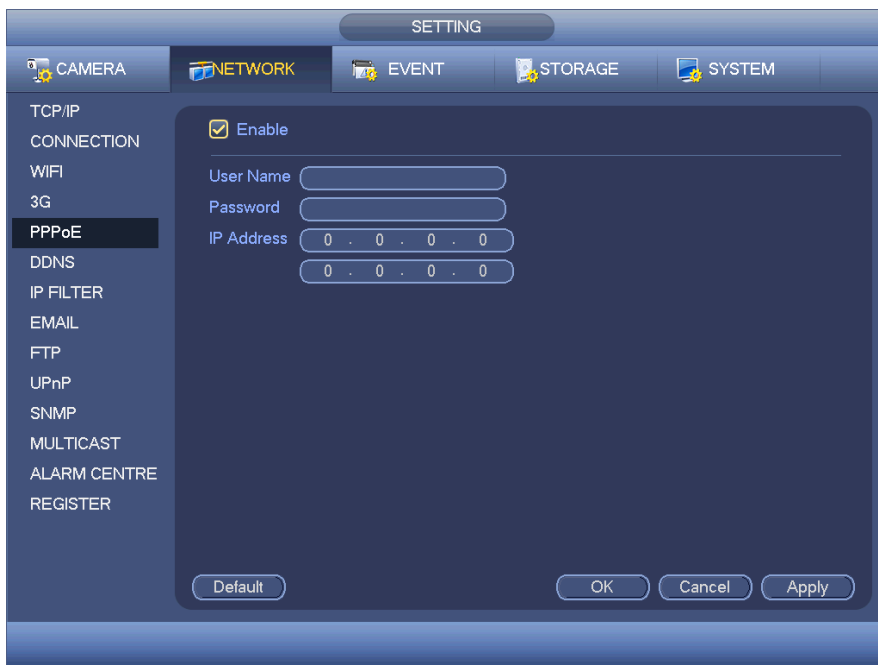 SETTING
CAMERA NETWORK EVENT STORAGE SYSTEM
TCP/IP
CONNECTION
WIFI
3G
PPPoE
DDNS
IP FILTER
EMAIL
FTP
UPnP
SNMP
MULTICAST
ALARM CENTRE
REGISTER
Enable
User Name
Password
IP Address 0 . 0 . 0 . 0
0 . 0 . 0 . 0
Default OK Cancel Apply